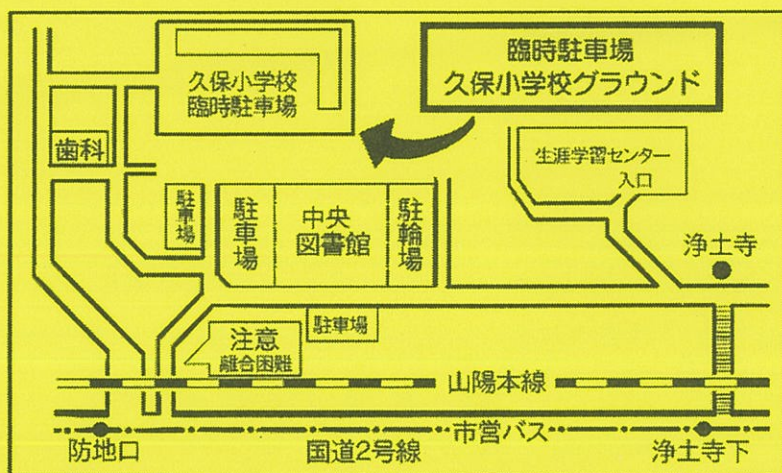 臨時駐車場
久保小学校グラウンド
久保小学校
臨時駐車場
歯科
生涯学習センター
入口
駐車場
駐車場
中央
図書館
駐輪場
浄土寺
注意
離合困難
駐車場
山陽本線
市営バス
防地口
国道2号線
浄土寺下